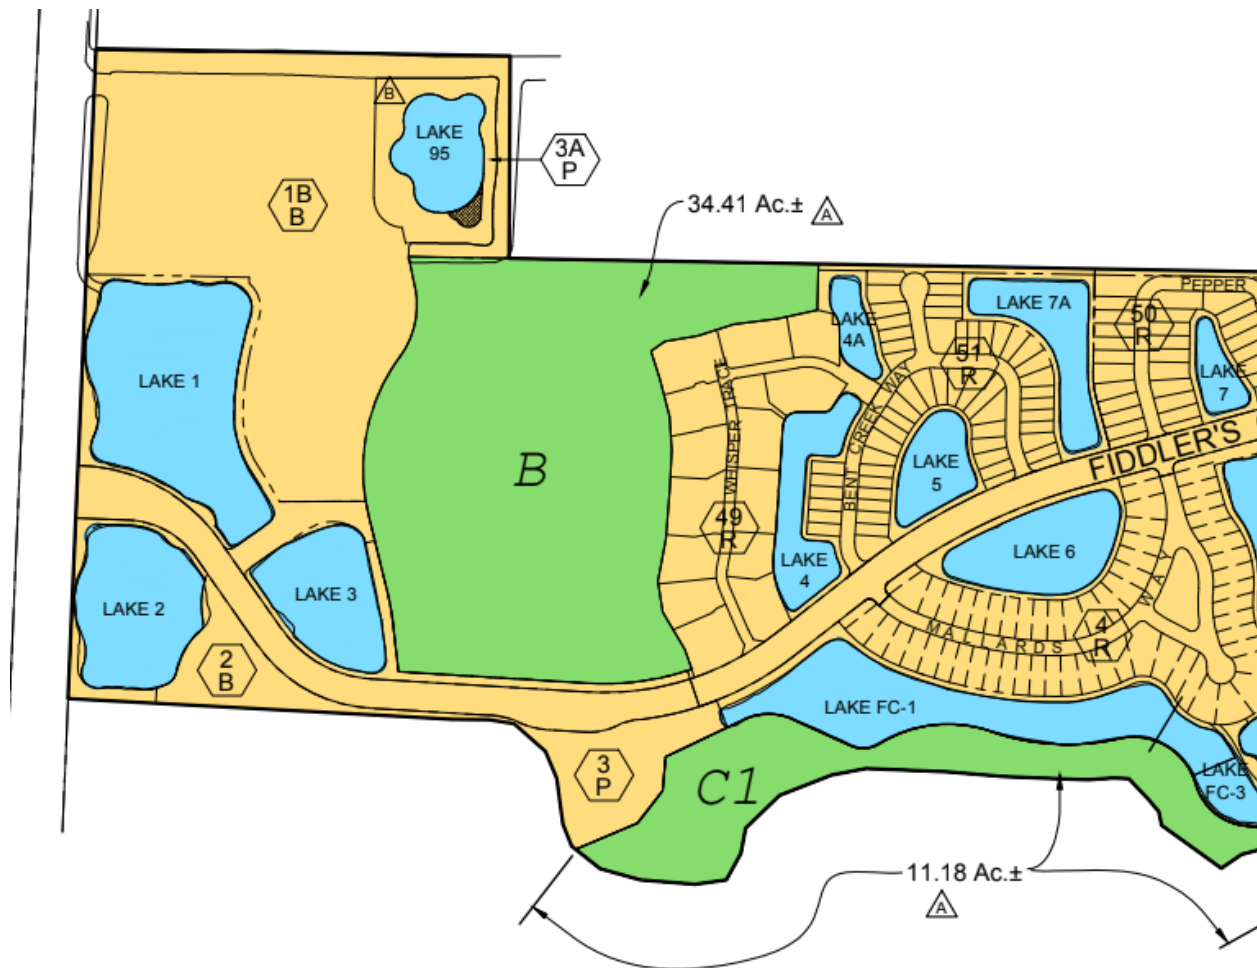 B
LAKE
95
3A
P
1B
B
34.41 Ac.±
A
LAKE 1
LAKE
4A
LAKE 7A
PEPPER
50
R
51
R
LAKE
7
WHISPER TRACE
BENT CREEK WAY
FIDDLER'S
B
LAKE
5
49
R
LAKE
4
LAKE 6
LAKE 2
LAKE 3
MALLARDS WAY
4
R
2
B
LAKE FC-1
3
P
C1
LAKE
FC-3
11.18 Ac.±
A